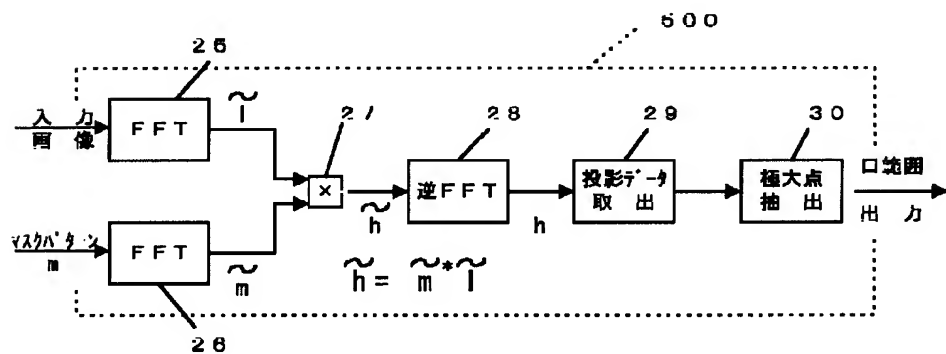 600
25
入力
画像
FFT
~
I
27
×
28
逆FFT
29
投影データ
取出
30
極大点
抽出
口範囲
出力
~
h
h
マスクパターン
m
FFT
~
m
26
~h = ~m*~I